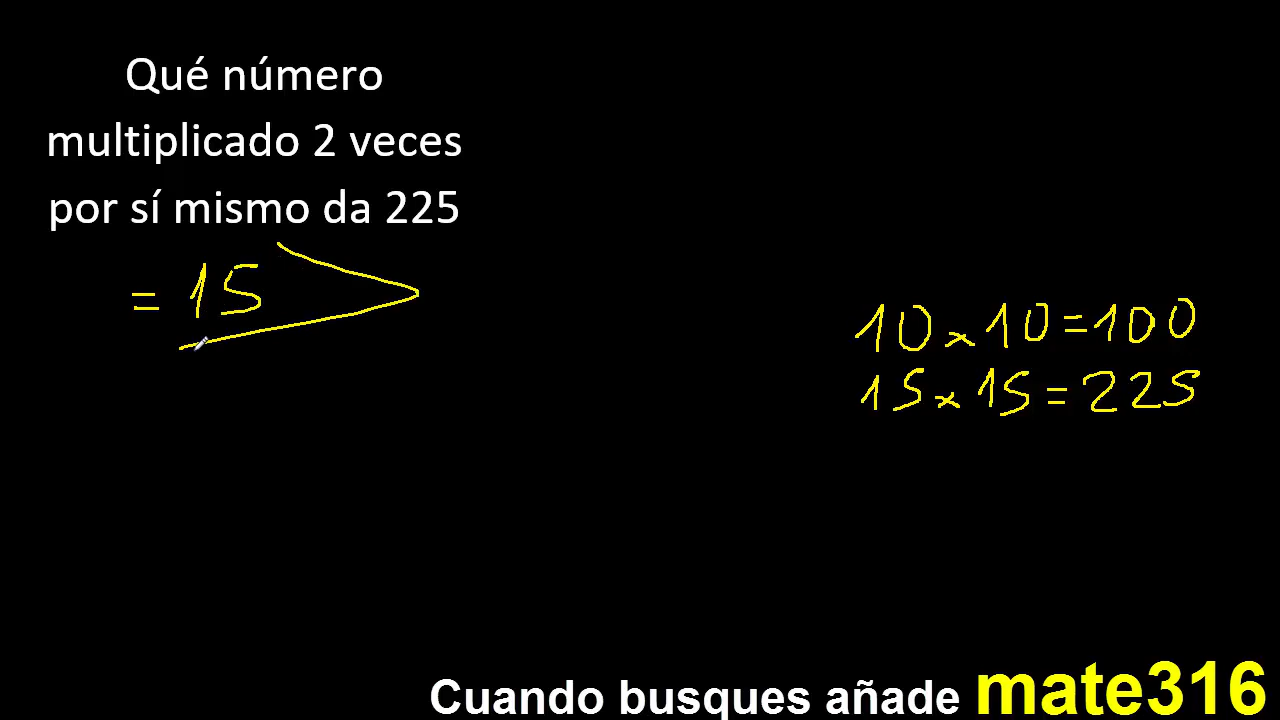 Qué número
multiplicado 2 veces
por sí mismo da 225
= 15
10 x 10 = 100
15 x 15 = 225
Cuando busques añade mate316